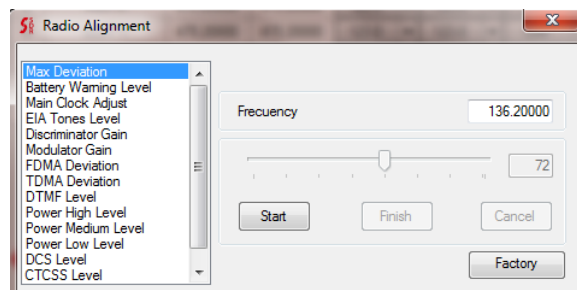 Radio Alignment
Max Deviation
Battery Warning Level
Main Clock Adjust
EIA Tones Level
Discriminator Gain
Modulator Gain
FDMA Deviation
TDMA Deviation
DTMF Level
Power High Level
Power Medium Level
Power Low Level
DCS Level
CTCSS Level
Frecuency 136.20000
72
Start Finish Cancel
Factory